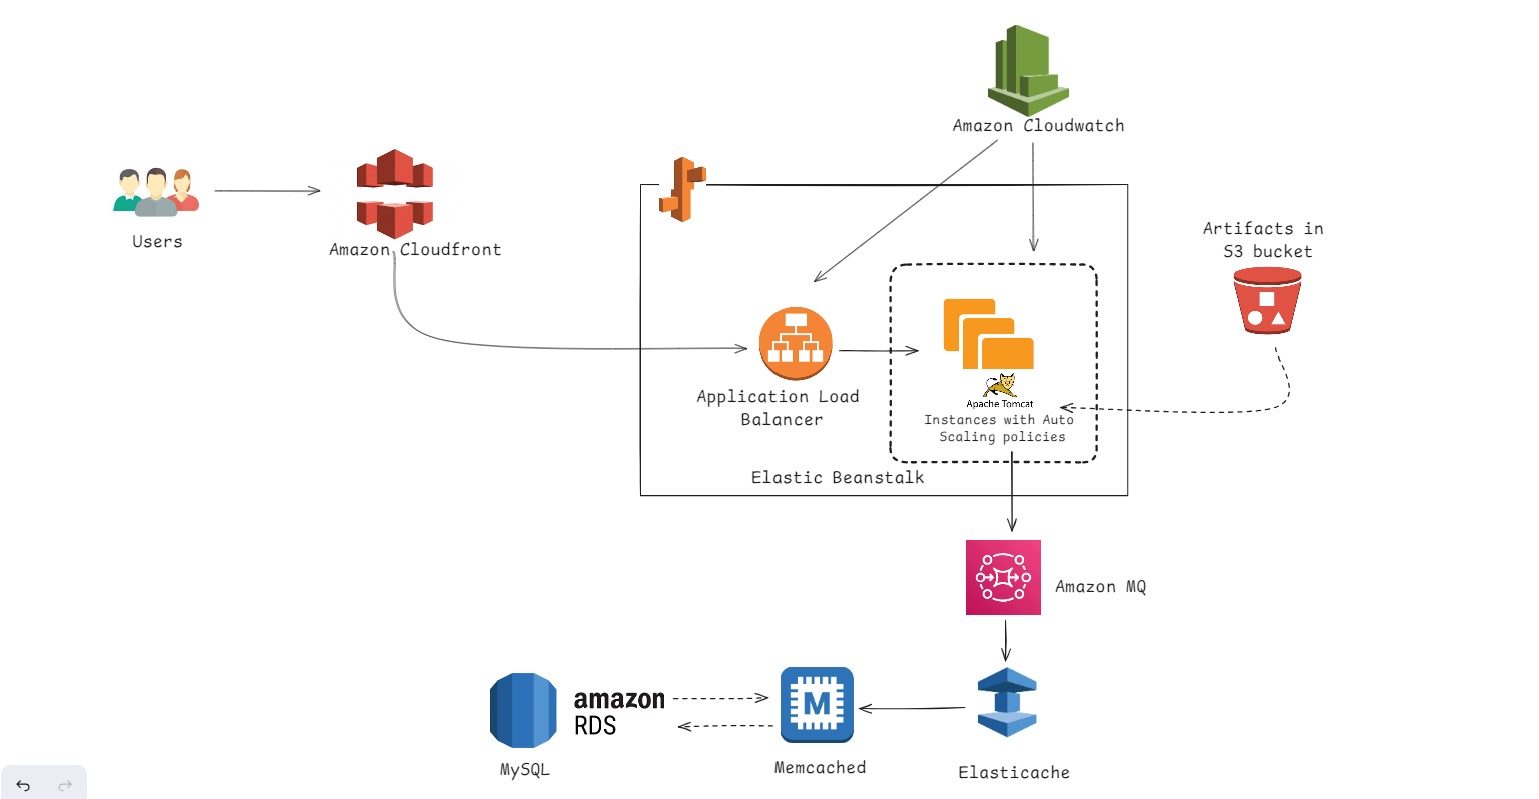 Amazon Cloudwatch
Users
Amazon Cloudfront
Artifacts in
S3 bucket
Application Load
Balancer
Apache Tomcat
Instances with Auto
Scaling policies
Elastic Beanstalk
Amazon MQ
amazon
RDS
M
MySQL
Memcached
Elasticache